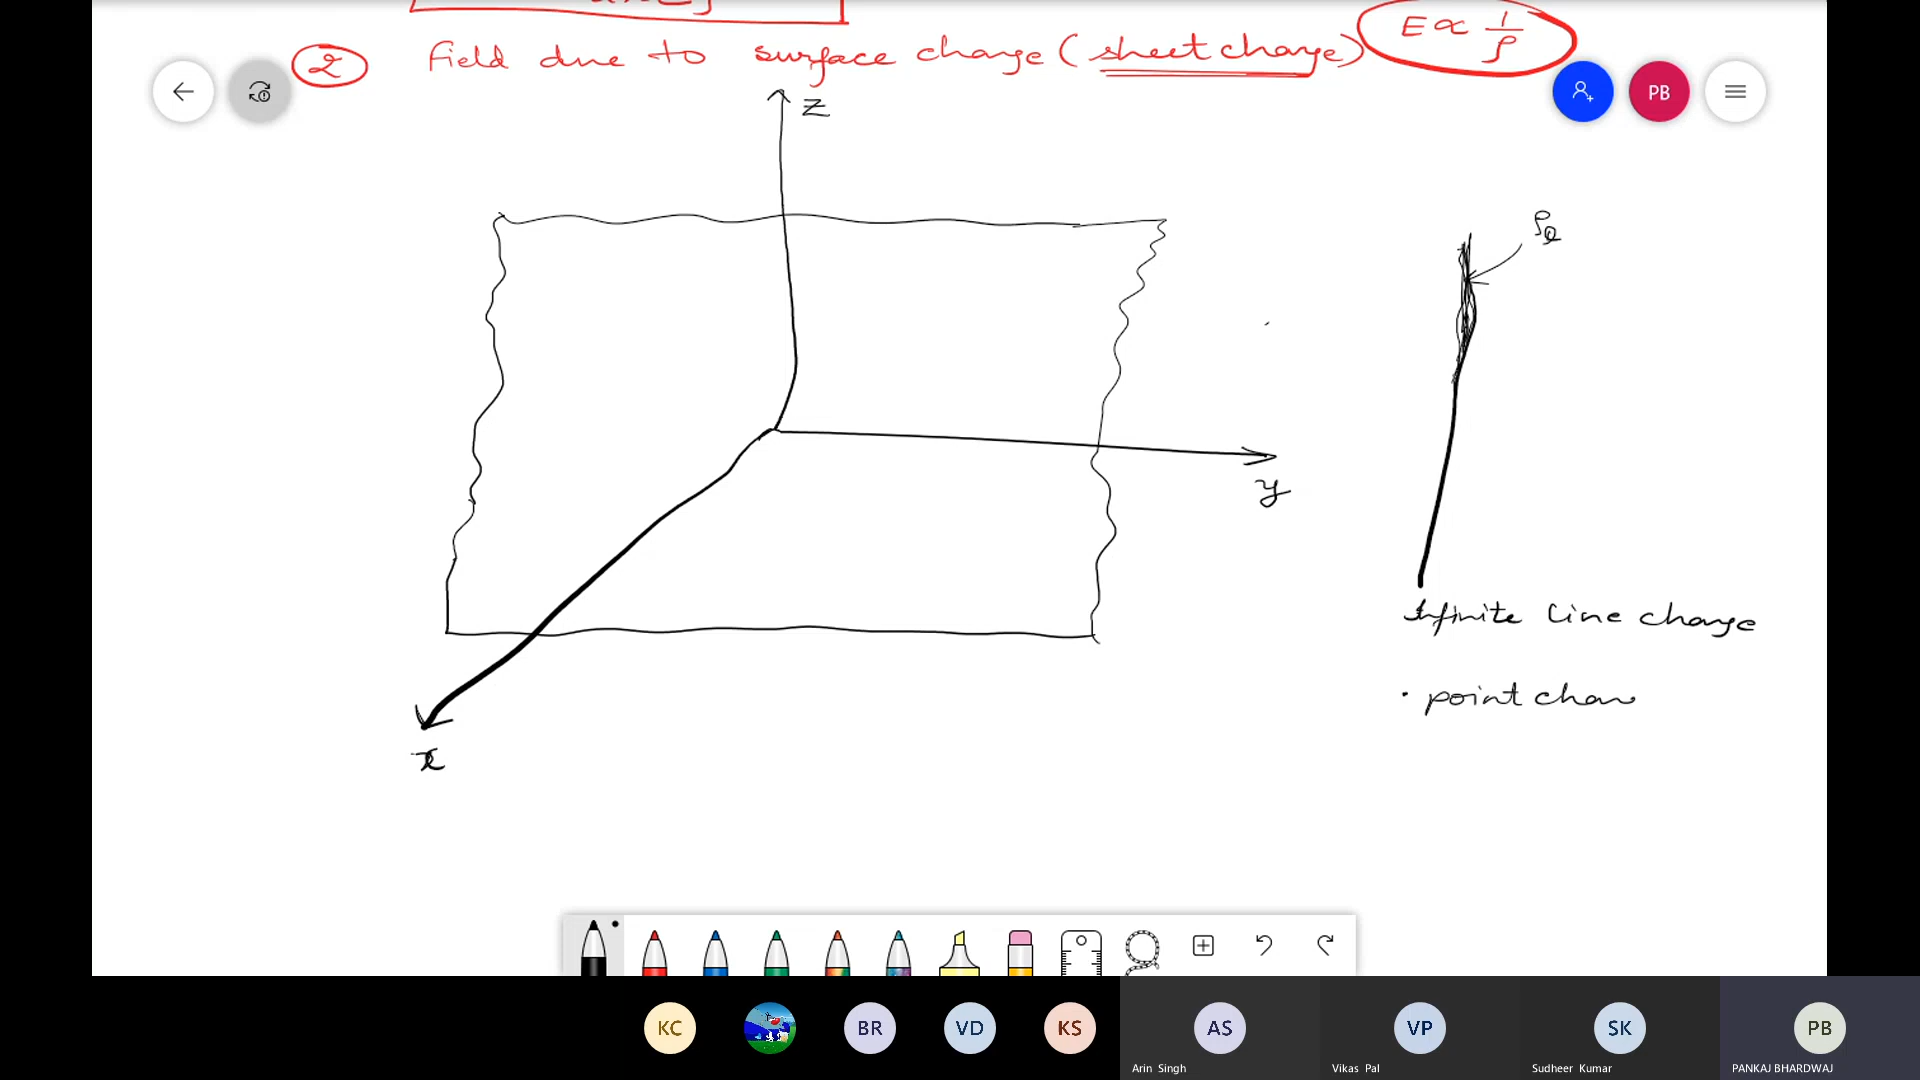 E ∝ 1/ρ
② Field due to surface charge (sheet charge)
PB
z
ρℓ
y
Infinite line charge
· point char
x
KC BR VD KS AS VP SK PB
Arin Singh Vikas Pal Sudheer Kumar PANKAJ BHARDWAJ